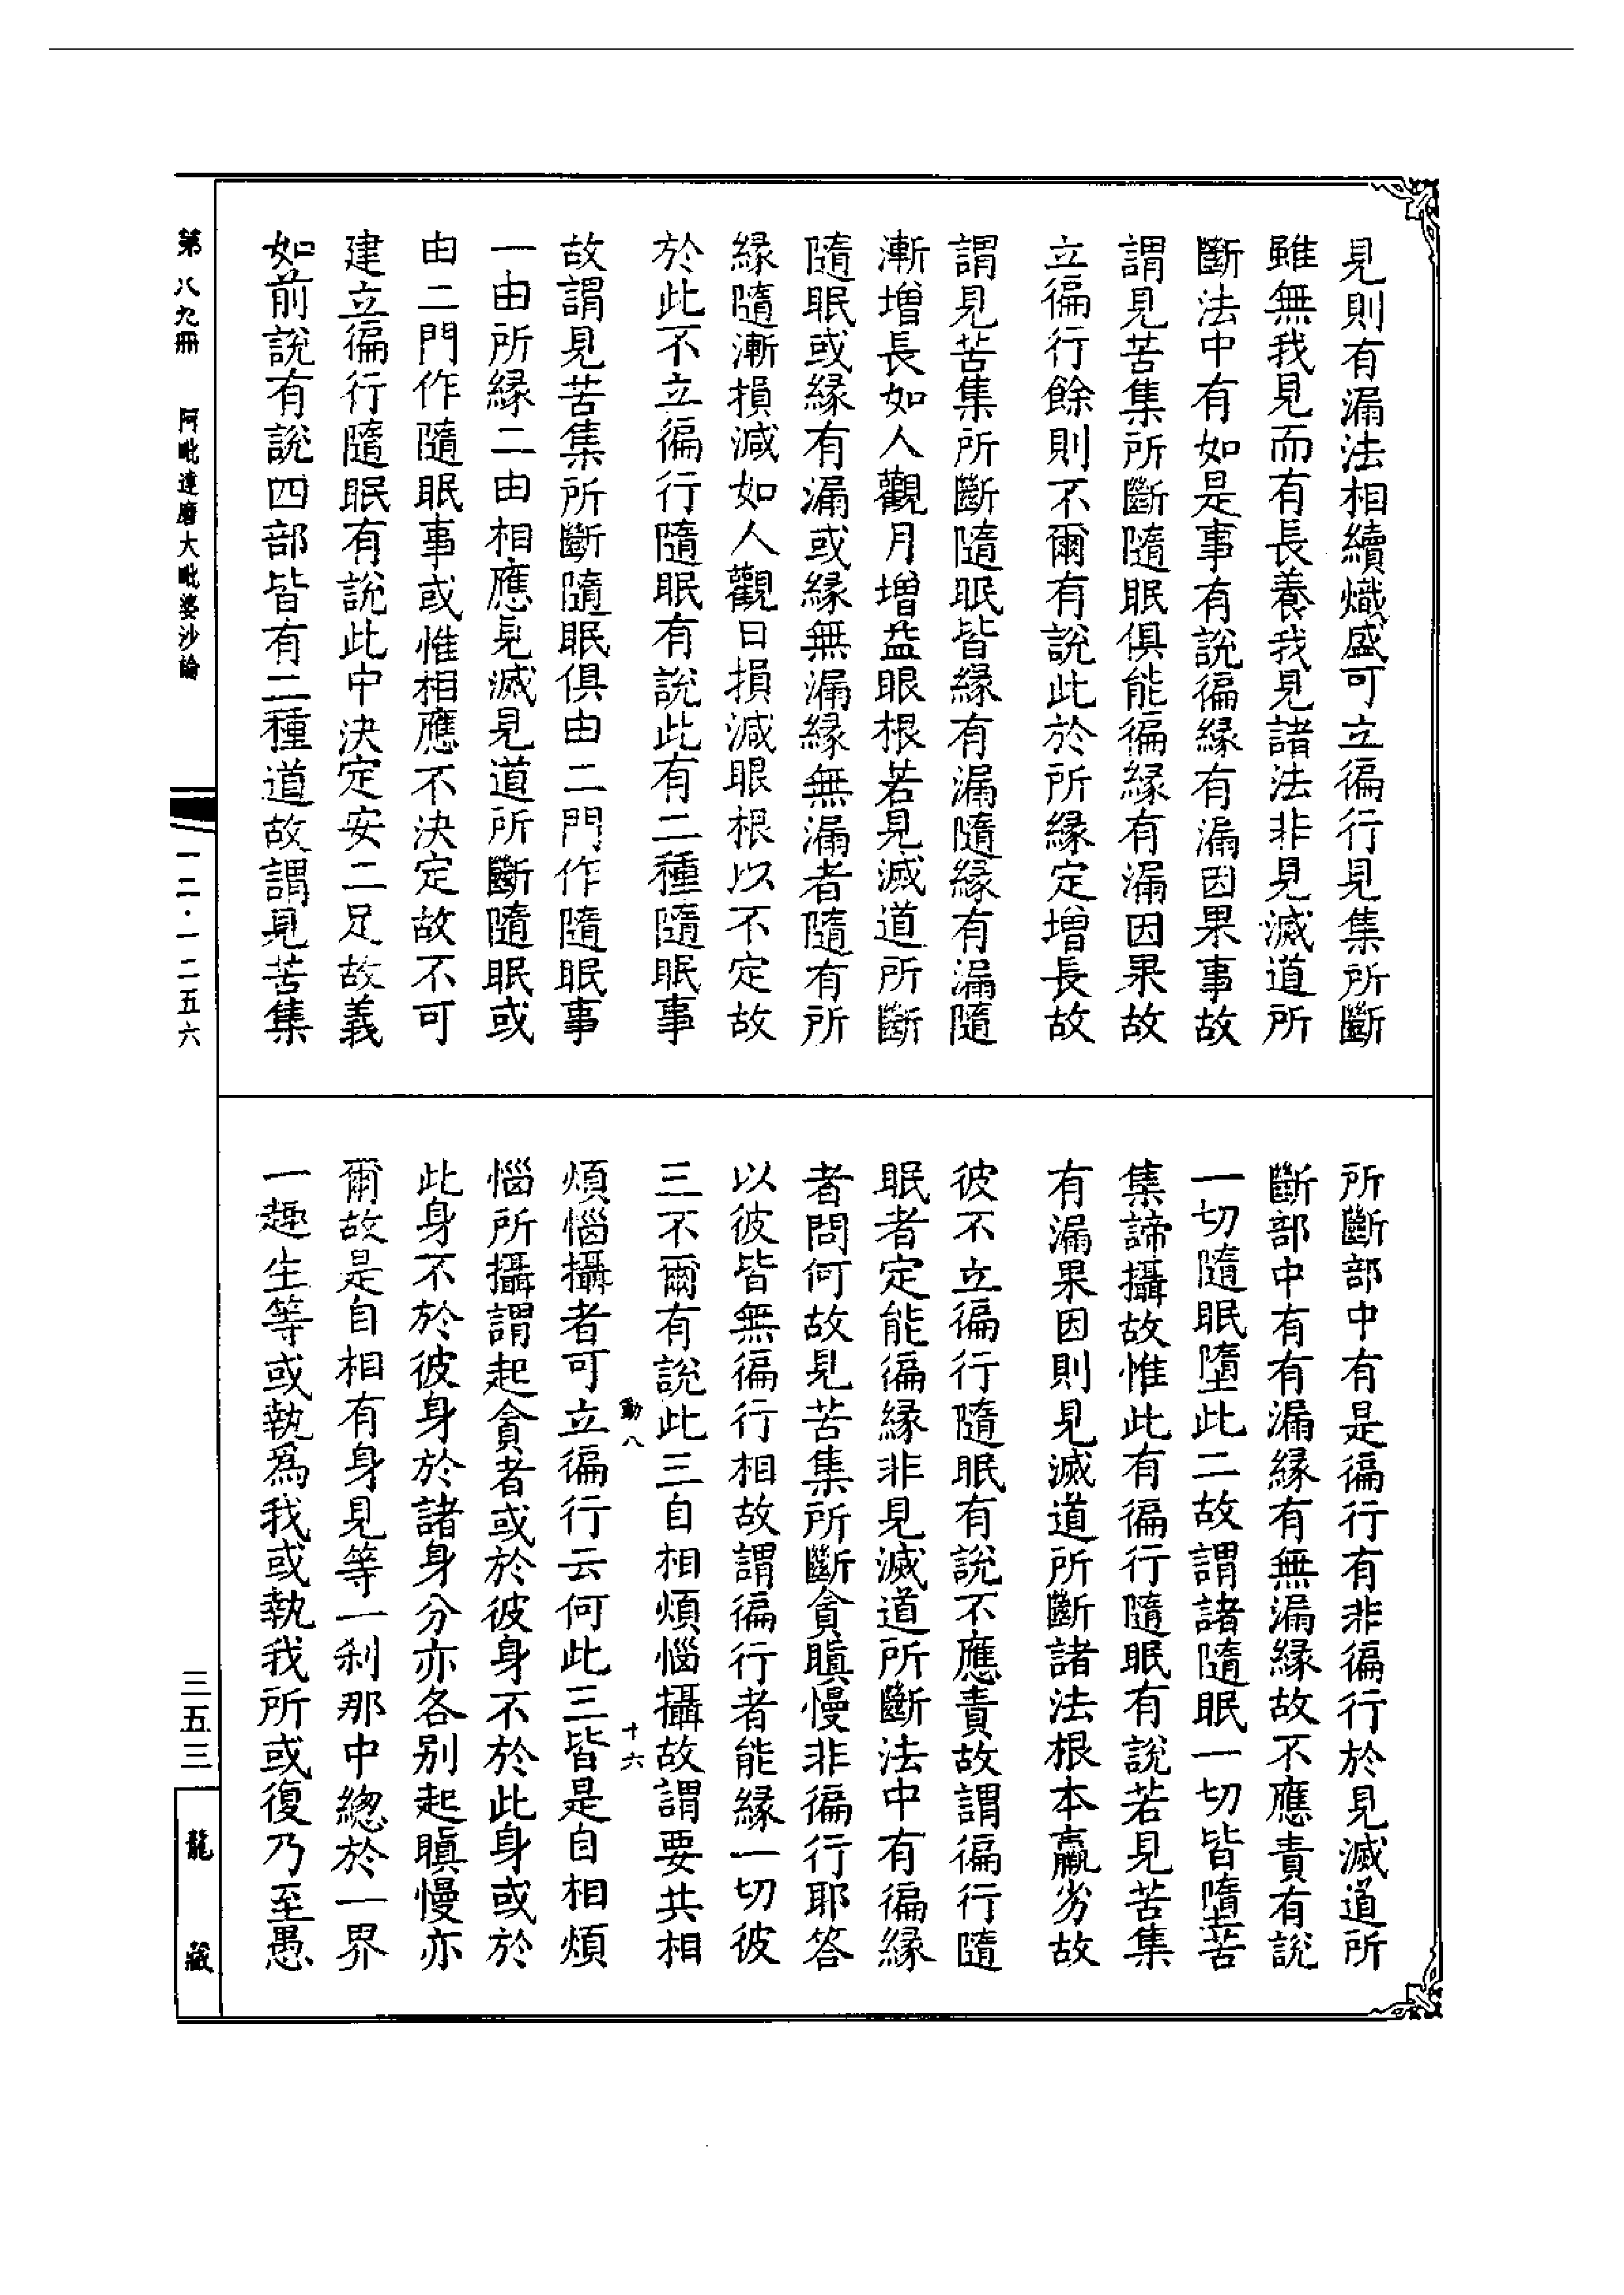 見則有漏法相續熾盛可立徧行見集所斷
雖無我見而有長養我見諸法非見滅道所
斷法中有如是事有說徧緣有漏因果事故
謂見苦集所斷隨眠俱能徧緣有漏因果故
立徧行餘則不爾有說此於所緣定增長故
謂見苦集所斷隨眠皆緣有漏隨緣有漏隨
漸增長如人觀月增益眼根若見滅道所斷
隨眠或緣有漏或緣無漏緣無漏者隨有所
緣隨漸損減如人觀日損減眼根以不定故
於此不立徧行隨眠有說此有二種隨眠事
故謂見苦集所斷隨眠俱由二門作隨眠事
一由所緣二由相應見滅見道所斷隨眠或
由二門作隨眠事或惟相應不決定故不可
建立徧行隨眠有說此中決定安二足故義
如前說有說四部皆有二種道故謂見苦集
所斷部中有是徧行有非徧行於見滅道所
斷部中有有漏緣有無漏緣故不應責有說
一切隨眠墮此二故謂諸隨眠一切皆墮苦
集諦攝故惟此有徧行隨眠有說若見苦集
有漏果因則見滅道所斷諸法根本羸劣故
彼不立徧行隨眠有說不應責故謂徧行隨
眠者定能徧緣非見滅道所斷法中有徧緣
者問何故見苦集所斷貪瞋慢非徧行耶答
以彼皆無徧行相故謂徧行者能緣一切彼
三不爾有說此三自相煩惱攝故謂要共相
動八
十六
煩惱攝者可立徧行云何此三皆是自相煩
惱所攝謂起貪者或於彼身不於此身或於
此身不於彼身於諸身分亦各別起瞋慢亦
爾故是自相有身見等一刹那中總於一界
一趣生等或執為我或執我所或復乃至愚
第八九冊 阿毗達磨大毗婆沙論
一二·一二五六
三五三
龍藏